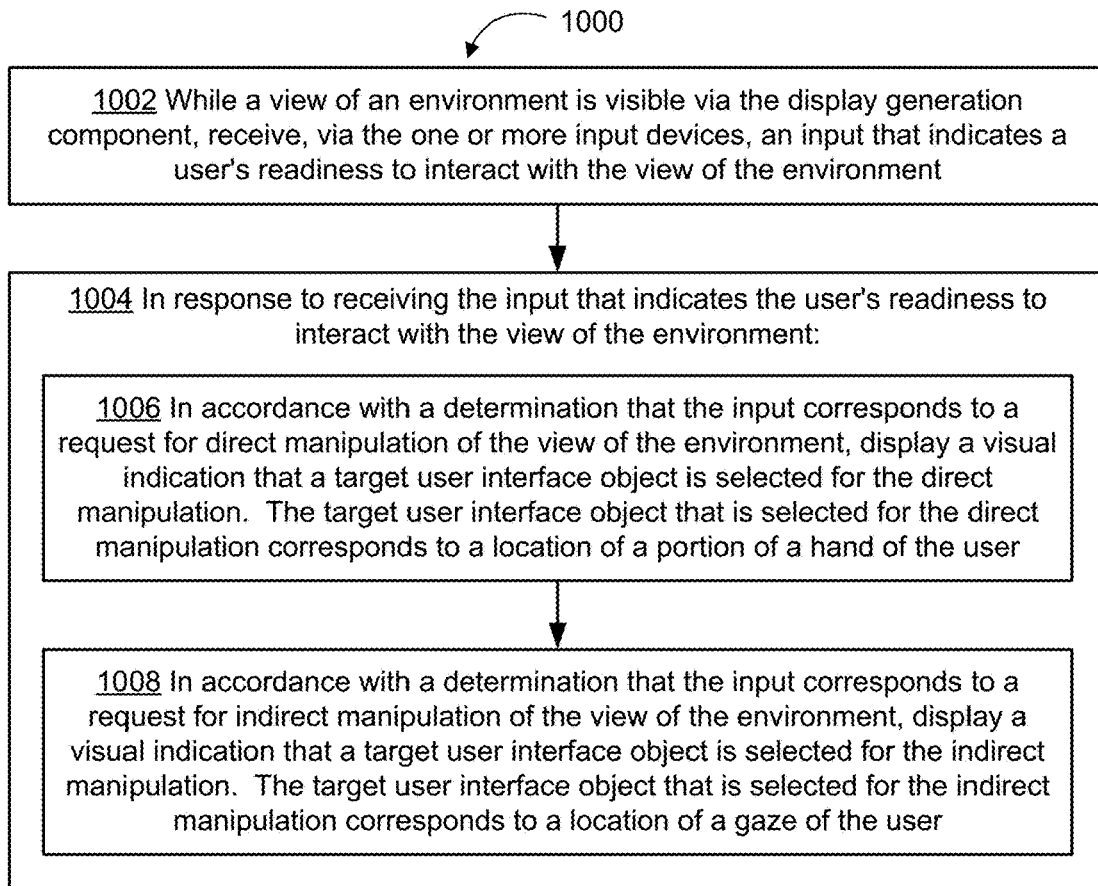 1000
1002 While a view of an environment is visible via the display generation
component, receive, via the one or more input devices, an input that indicates a
user's readiness to interact with the view of the environment
1004 In response to receiving the input that indicates the user's readiness to
interact with the view of the environment:
1006 In accordance with a determination that the input corresponds to a
request for direct manipulation of the view of the environment, display a visual
indication that a target user interface object is selected for the direct
manipulation. The target user interface object that is selected for the direct
manipulation corresponds to a location of a portion of a hand of the user
1008 In accordance with a determination that the input corresponds to a
request for indirect manipulation of the view of the environment, display a
visual indication that a target user interface object is selected for the indirect
manipulation. The target user interface object that is selected for the indirect
manipulation corresponds to a location of a gaze of the user